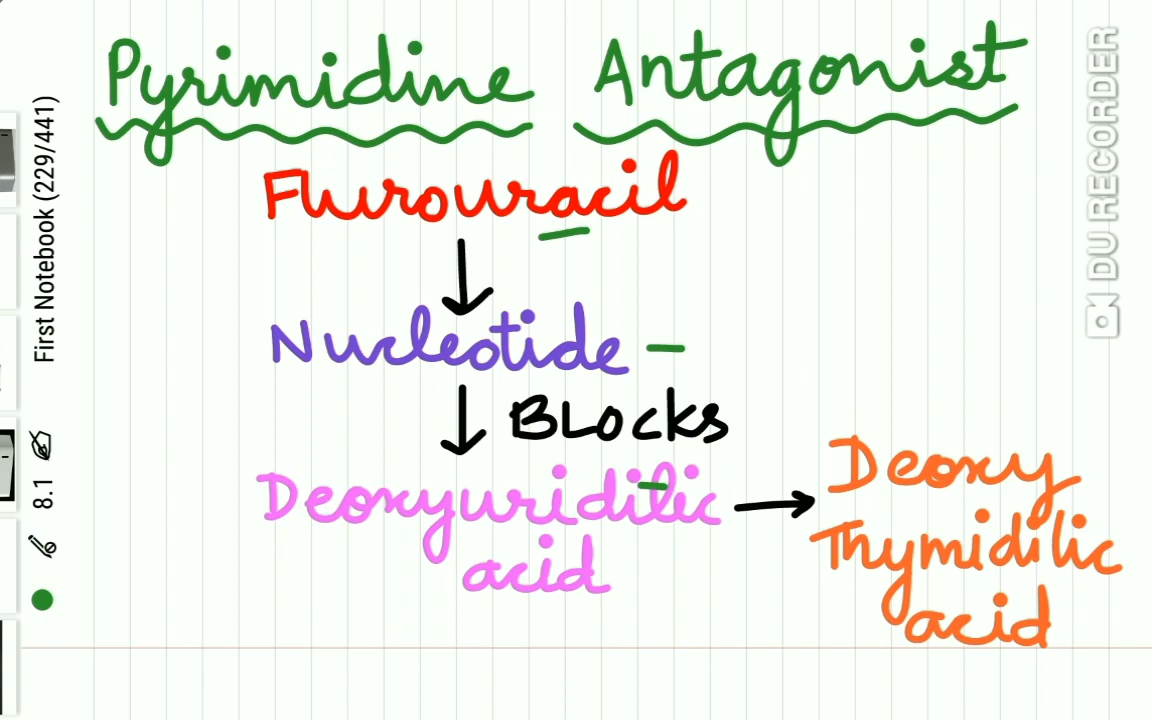 Pyrimidine Antagonist
Flurouracil
Nucleotide -
BLocks
Deoxyuridilic
acid
Deoxy
Thymidilic
acid
First Notebook (229/441)
8.1
DU RECORDER